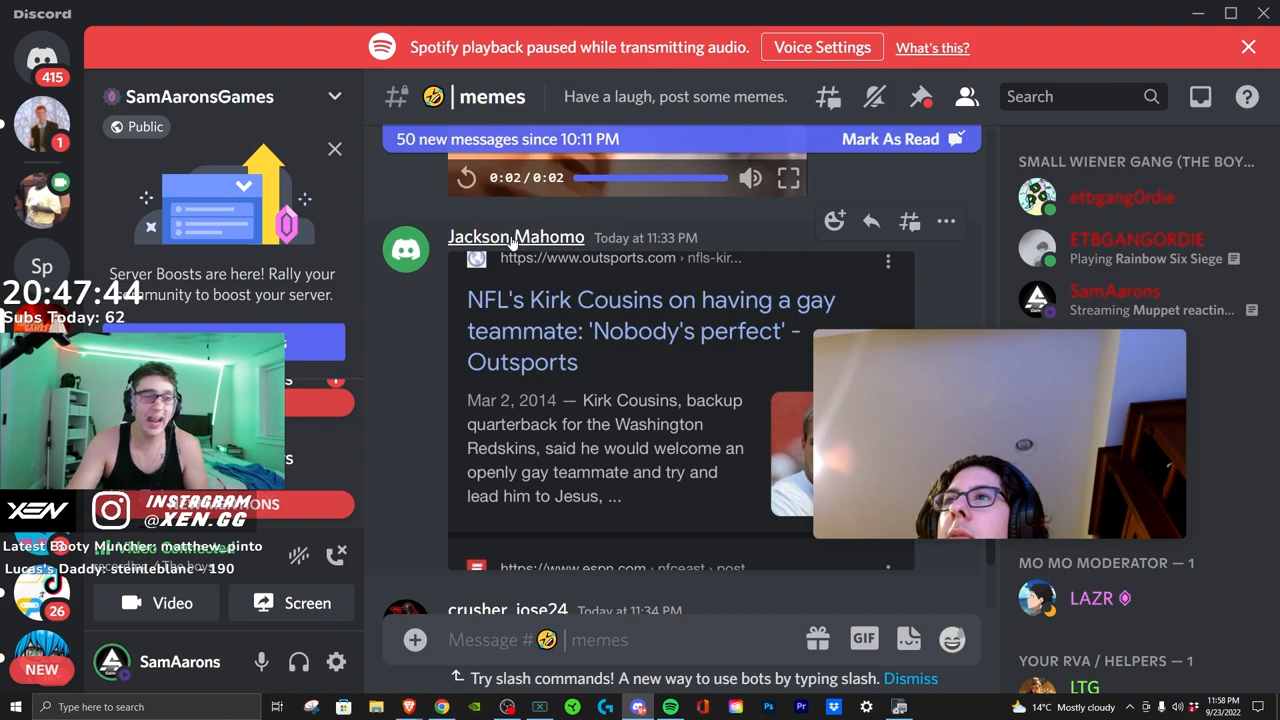 Discord
Spotify playback paused while transmitting audio.
Voice Settings
What's this?
415
SamAaronsGames
🤣 | memes
Have a laugh, post some memes.
Search
Public
1
50 new messages since 10:11 PM
Mark As Read
0:02 / 0:02
SMALL WIENER GANG (THE BOY...
etbgang0rdie
ETBGANGORDIE
Playing Rainbow Six Siege
SamAarons
Streaming Muppet reactin...
Server Boosts are here! Rally your
community to boost your server.
Sp
20:47:44
Subs Today: 62
Jackson Mahomo
Today at 11:33 PM
https://www.outsports.com › nfls-kir...
NFL's Kirk Cousins on having a gay
teammate: 'Nobody's perfect' -
Outsports
Mar 2, 2014 — Kirk Cousins, backup
quarterback for the Washington
Redskins, said he would welcome an
openly gay teammate and try and
lead him to Jesus, ...
https://www.espn.com › nfceast › post
XEN
INSTAGRAM
@XEN.GG
MENTIONS
Latest Booty Muncher: matthew_pinto
Video Connected
Lucas's Daddy: steinleblanc - 190
3
26
Video
Screen
crusher_jose24
Today at 11:34 PM
MO MO MODERATOR — 1
LAZR
Message #🤣 | memes
GIF
YOUR RVA / HELPERS — 1
LTG
NEW
SamAarons
Try slash commands! A new way to use bots by typing slash. Dismiss
Type here to search
14°C Mostly cloudy
11:58 PM
9/23/2022